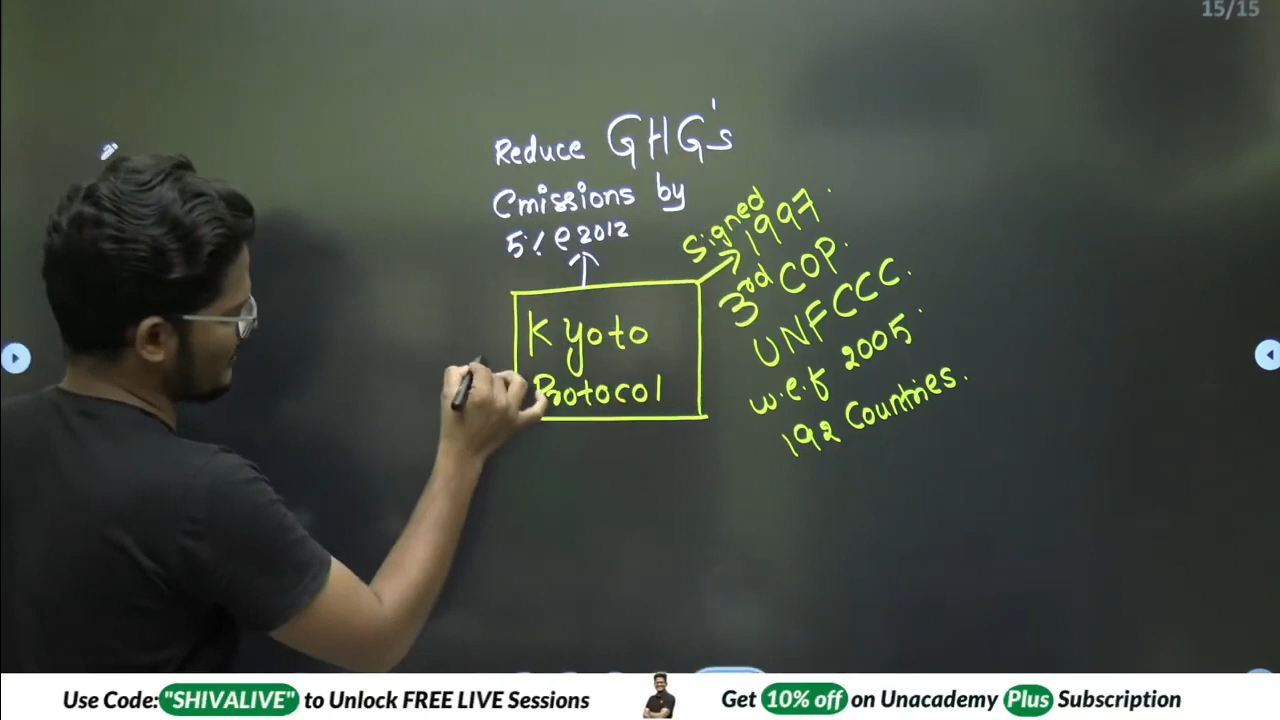 15/15
Reduce GHG's
Emissions by
5% @ 2012
Signed
1997.
3rd COP.
UNFCCC.
w.e.f 2005.
192 Countries.
Kyoto
Protocol
Use Code: "SHIVALIVE" to Unlock FREE LIVE Sessions
Get 10% off on Unacademy Plus Subscription